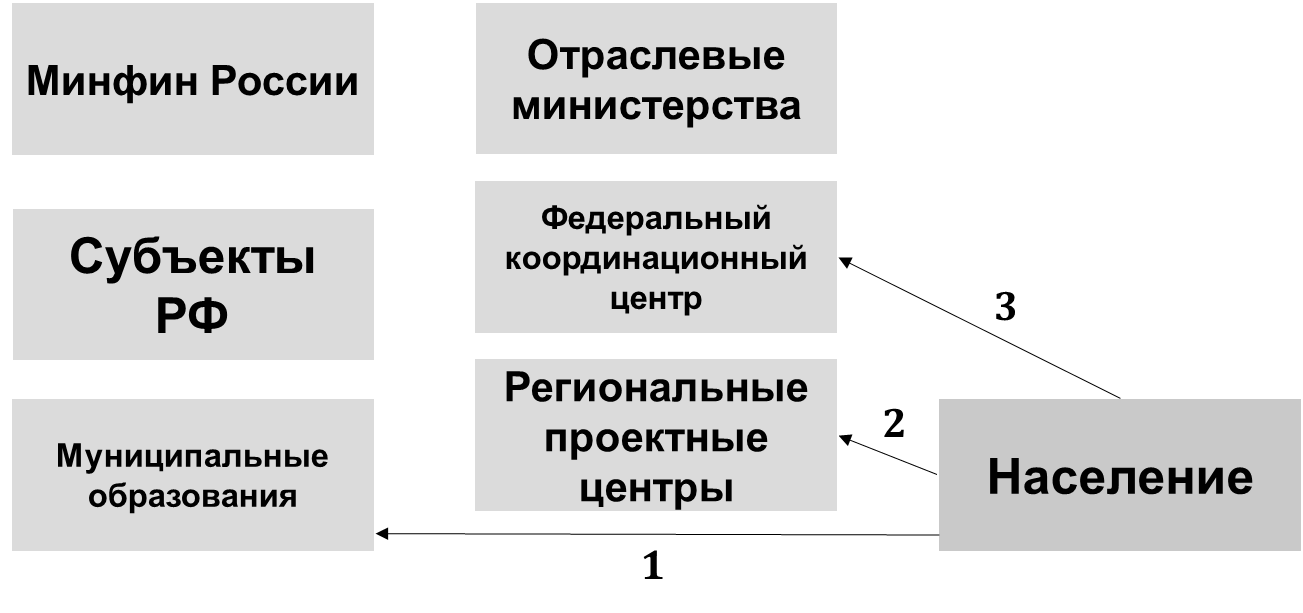 Минфин России
Отраслевые
министерства
Субъекты
РФ
Федеральный
координационный
центр
3
Муниципальные
образования
Региональные
проектные
центры
2
Население
1